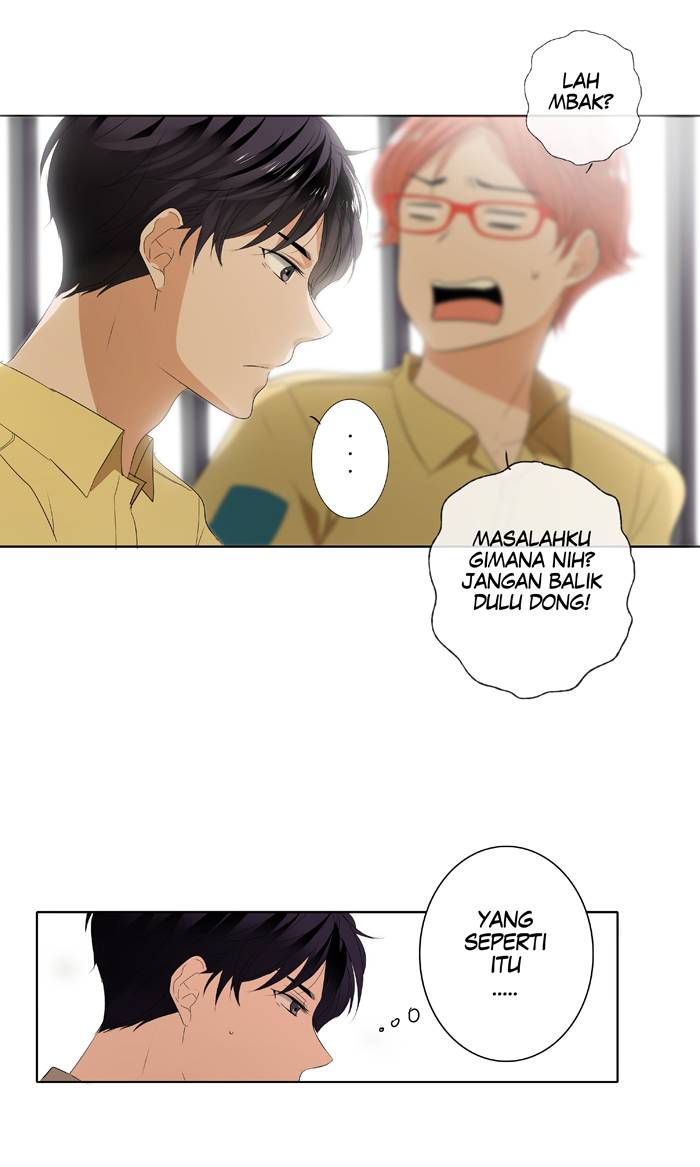 LAH
MBAK?
...
MASALAHKU
GIMANA NIH?
JANGAN BALIK
DULU DONG!
YANG
SEPERTI
ITU
.....